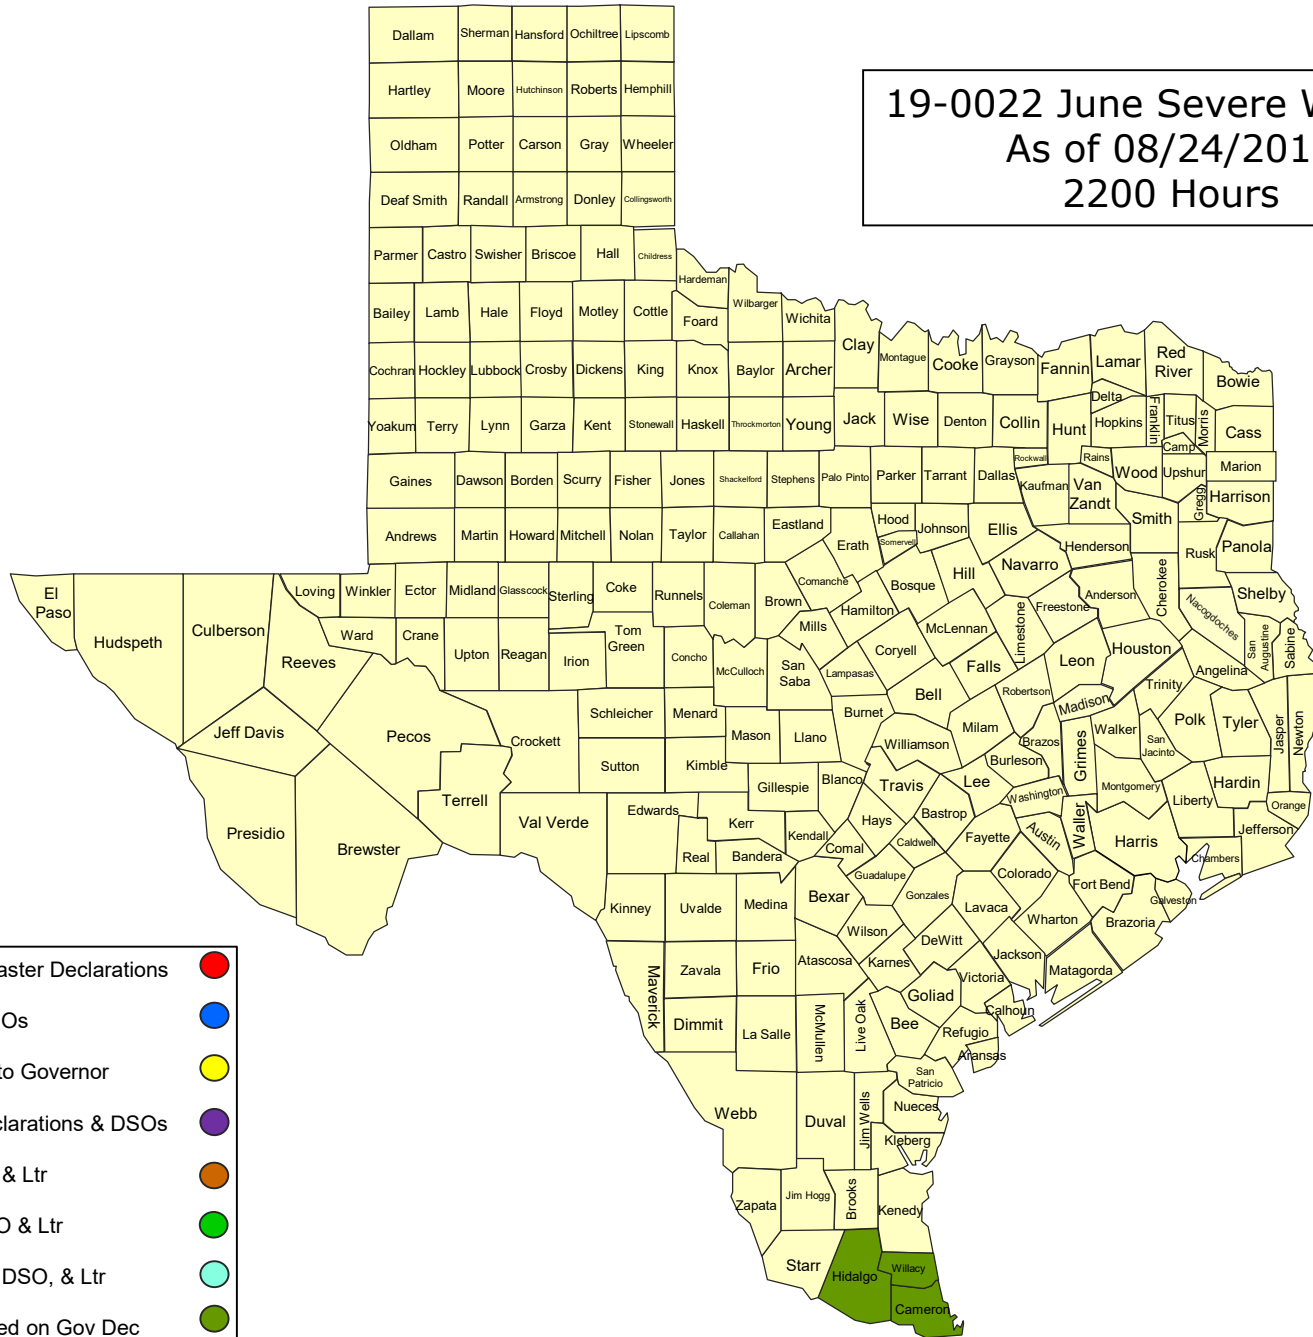 Dallam Sherman Hansford Ochiltree Lipscomb
19-0022 June Severe
As of 08/24/201
2200 Hours
Hartley Moore Hutchinson Roberts Hemphill
Oldham Potter Carson Gray Wheeler
Deaf Smith Randall Armstrong Donley Collingsworth
Parmer Castro Swisher Briscoe Hall Childress
Hardeman
Bailey Lamb Hale Floyd Motley Cottle Foard Wilbarger Wichita
Clay Montague Cooke Grayson Fannin Lamar
Red
River
Bowie
Cochran Hockley Lubbock Crosby Dickens King Knox Baylor Archer
Delta
Yoakum Terry Lynn Garza Kent Stonewall Haskell Throckmorton Young Jack Wise Denton Collin Hunt Hopkins Franklin Titus Morris Cass
Camp
Gaines Dawson Borden Scurry Fisher Jones Shackelford Stephens Palo Pinto Parker Tarrant Dallas Rockwall Kaufman Rains Wood Upshur Marion
Van
Zandt
Gregg Harrison
Andrews Martin Howard Mitchell Nolan Taylor Callahan Eastland Erath Hood Somervell Johnson Ellis Henderson Smith Rusk Panola
El
Paso
Hudspeth Culberson Loving Winkler Ector Midland Glasscock Sterling Coke Runnels Coleman Brown Comanche Hamilton Bosque Hill Navarro Freestone Anderson Cherokee Nacogdoches Shelby
Reeves Ward Crane Upton Reagan Irion
Tom
Green
Concho McCulloch
San
Saba
Mills Lampasas Coryell McLennan Limestone Falls Leon Houston Angelina
San
Augustine
Sabine
Jeff Davis Pecos Crockett Schleicher Menard Mason Llano Burnet Bell Milam Robertson Madison Trinity Walker
San
Jacinto
Polk Tyler Jasper Newton
Sutton Kimble Gillespie Blanco Williamson Travis Lee Burleson Brazos Grimes Washington Montgomery Liberty Hardin Orange
Presidio Brewster Terrell Val Verde Edwards Kerr Real Bandera Kendall Comal Hays Caldwell Bastrop Fayette Austin Waller Harris Chambers Jefferson
Kinney Uvalde Medina Bexar Guadalupe Gonzales Lavaca Colorado Wharton Fort Bend Brazoria Galveston
Maverick Zavala Frio Atascosa Wilson Karnes DeWitt Jackson Matagorda
Dimmit La Salle McMullen Live Oak Bee Goliad Victoria Calhoun Refugio Aransas
San
Patricio
Webb Duval Jim Wells Nueces
Kleberg
Zapata Jim Hogg Brooks Kenedy
Starr Hidalgo Willacy
Cameron
aster Declarations
Os
to Governor
clarations & DSOs
& Ltr
O & Ltr
DSO, & Ltr
ed on Gov Dec